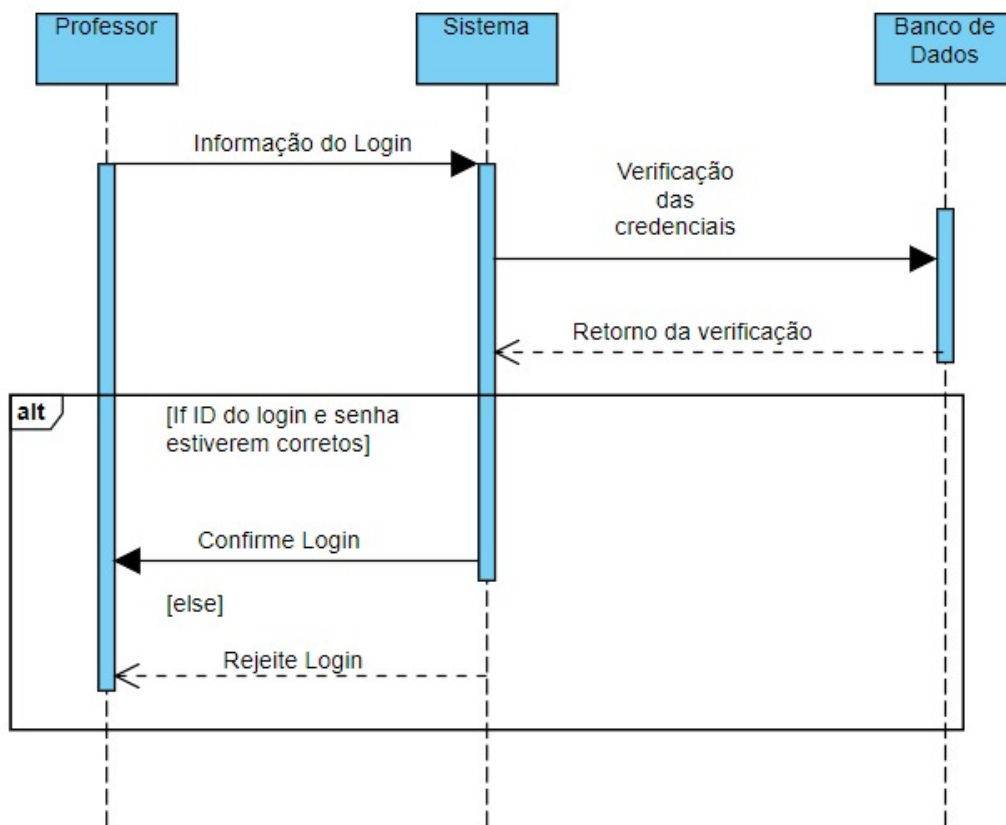 Professor
Sistema
Banco de
Dados
Informação do Login
Verificação
das
credenciais
Retorno da verificação
alt
[If ID do login e senha
estiverem corretos]
Confirme Login
[else]
Rejeite Login